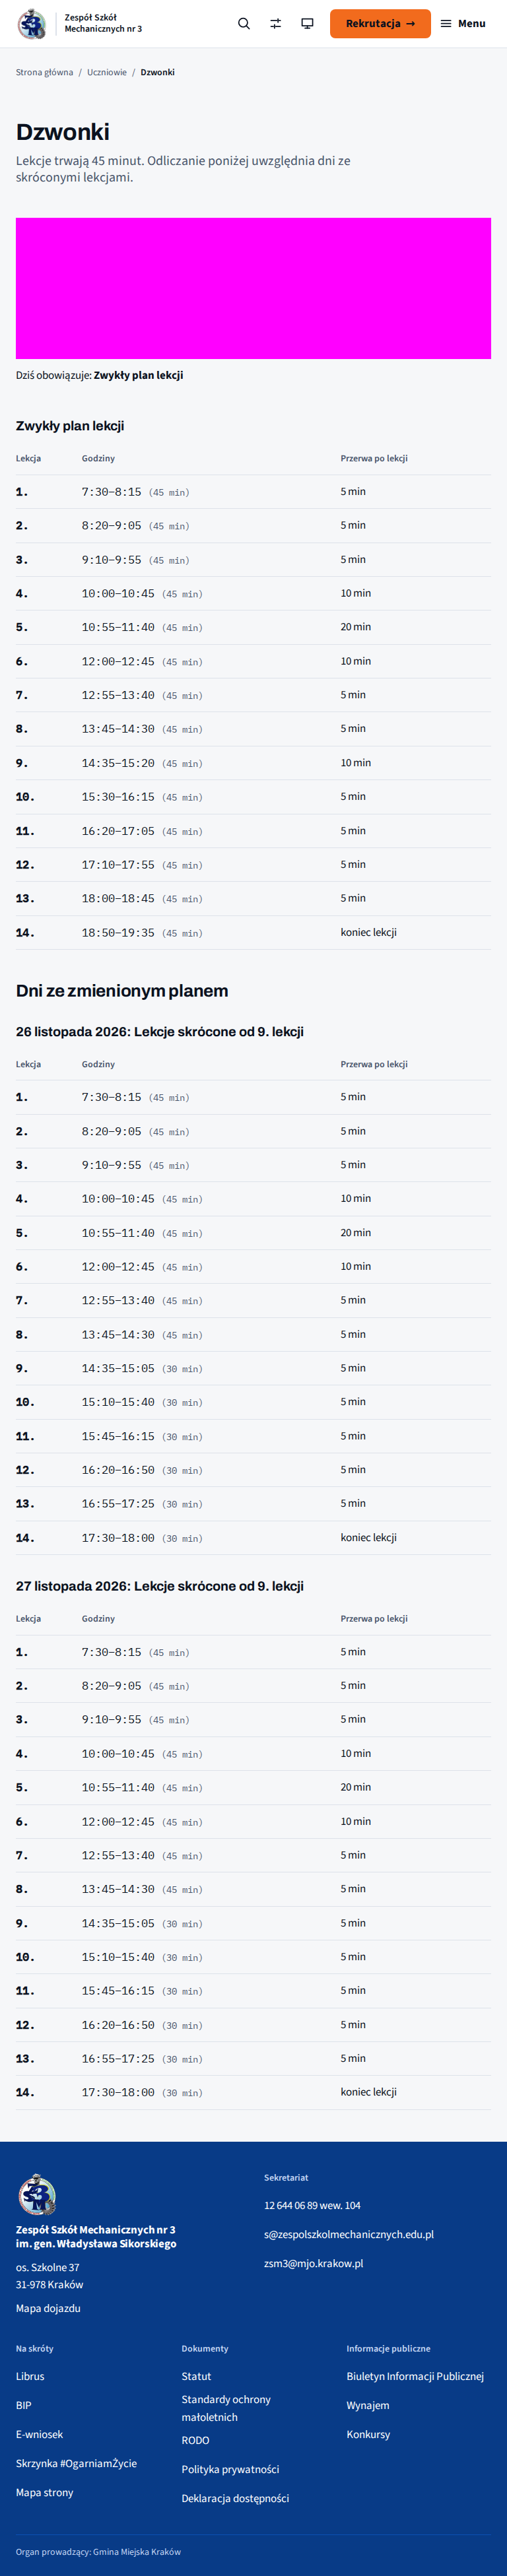 Zespół Szkół
Mechanicznych nr 3
Rekrutacja →
Menu
Strona główna / Uczniowie / Dzwonki
Dzwonki
Lekcje trwają 45 minut. Odliczanie poniżej uwzględnia dni ze
skróconymi lekcjami.
Dziś obowiązuje: Zwykły plan lekcji
Zwykły plan lekcji
Lekcja Godziny Przerwa po lekcji
1. 7:30–8:15 (45 min) 5 min
2. 8:20–9:05 (45 min) 5 min
3. 9:10–9:55 (45 min) 5 min
4. 10:00–10:45 (45 min) 10 min
5. 10:55–11:40 (45 min) 20 min
6. 12:00–12:45 (45 min) 10 min
7. 12:55–13:40 (45 min) 5 min
8. 13:45–14:30 (45 min) 5 min
9. 14:35–15:20 (45 min) 10 min
10. 15:30–16:15 (45 min) 5 min
11. 16:20–17:05 (45 min) 5 min
12. 17:10–17:55 (45 min) 5 min
13. 18:00–18:45 (45 min) 5 min
14. 18:50–19:35 (45 min) koniec lekcji
Dni ze zmienionym planem
26 listopada 2026: Lekcje skrócone od 9. lekcji
Lekcja Godziny Przerwa po lekcji
1. 7:30–8:15 (45 min) 5 min
2. 8:20–9:05 (45 min) 5 min
3. 9:10–9:55 (45 min) 5 min
4. 10:00–10:45 (45 min) 10 min
5. 10:55–11:40 (45 min) 20 min
6. 12:00–12:45 (45 min) 10 min
7. 12:55–13:40 (45 min) 5 min
8. 13:45–14:30 (45 min) 5 min
9. 14:35–15:05 (30 min) 5 min
10. 15:10–15:40 (30 min) 5 min
11. 15:45–16:15 (30 min) 5 min
12. 16:20–16:50 (30 min) 5 min
13. 16:55–17:25 (30 min) 5 min
14. 17:30–18:00 (30 min) koniec lekcji
27 listopada 2026: Lekcje skrócone od 9. lekcji
Lekcja Godziny Przerwa po lekcji
1. 7:30–8:15 (45 min) 5 min
2. 8:20–9:05 (45 min) 5 min
3. 9:10–9:55 (45 min) 5 min
4. 10:00–10:45 (45 min) 10 min
5. 10:55–11:40 (45 min) 20 min
6. 12:00–12:45 (45 min) 10 min
7. 12:55–13:40 (45 min) 5 min
8. 13:45–14:30 (45 min) 5 min
9. 14:35–15:05 (30 min) 5 min
10. 15:10–15:40 (30 min) 5 min
11. 15:45–16:15 (30 min) 5 min
12. 16:20–16:50 (30 min) 5 min
13. 16:55–17:25 (30 min) 5 min
14. 17:30–18:00 (30 min) koniec lekcji
Zespół Szkół Mechanicznych nr 3
im. gen. Władysława Sikorskiego
os. Szkolne 37
31-978 Kraków
Mapa dojazdu
Sekretariat
12 644 06 89 wew. 104
s@zespolszkolmechanicznych.edu.pl
zsm3@mjo.krakow.pl
Na skróty
Librus
BIP
E-wniosek
Skrzynka #OgarniamŻycie
Mapa strony
Dokumenty
Statut
Standardy ochrony
małoletnich
RODO
Polityka prywatności
Deklaracja dostępności
Informacje publiczne
Biuletyn Informacji Publicznej
Wynajem
Konkursy
Organ prowadzący: Gmina Miejska Kraków